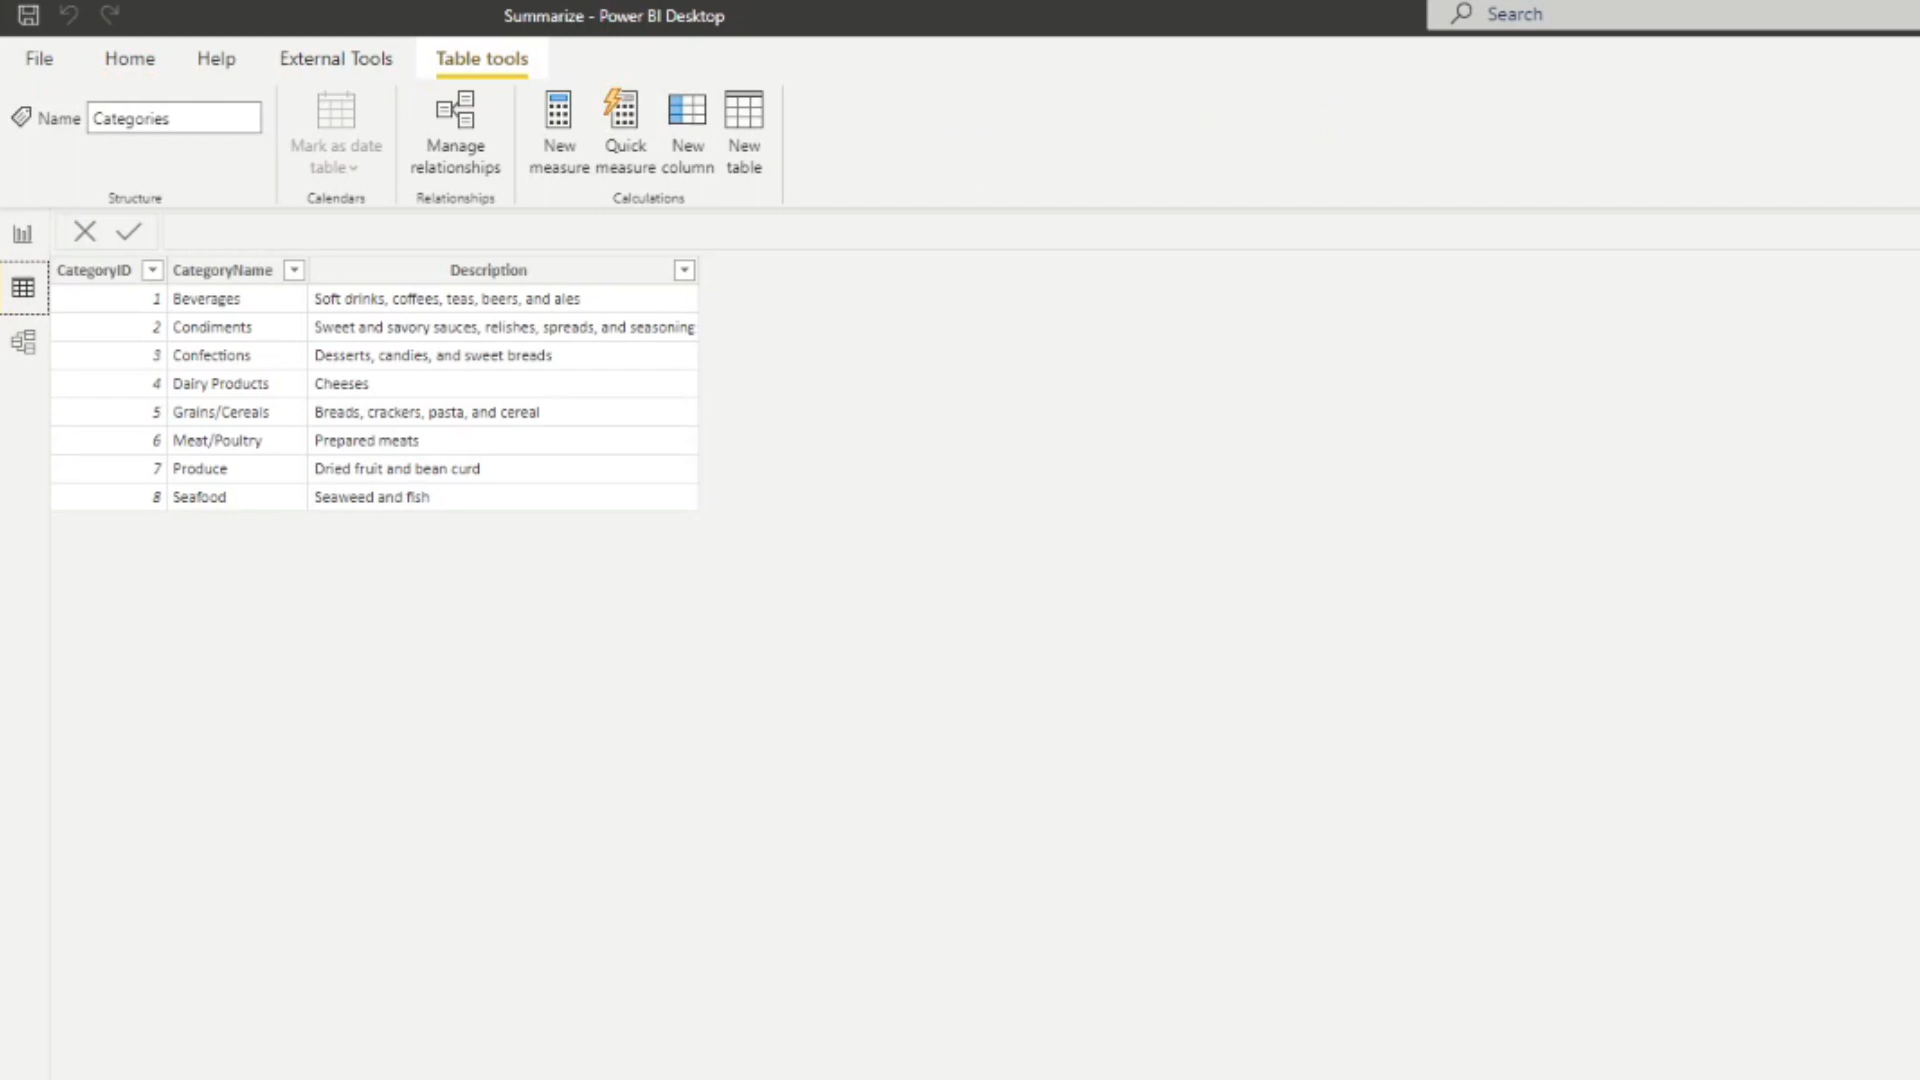 Summarize - Power BI Desktop
Search
File Home Help External Tools Table tools
Name Categories
Mark as date table
Manage relationships
New measure
Quick measure
New column
New table
Structure Calendars Relationships Calculations
CategoryID CategoryName Description
1 Beverages Soft drinks, coffees, teas, beers, and ales
2 Condiments Sweet and savory sauces, relishes, spreads, and seasoning
3 Confections Desserts, candies, and sweet breads
4 Dairy Products Cheeses
5 Grains/Cereals Breads, crackers, pasta, and cereal
6 Meat/Poultry Prepared meats
7 Produce Dried fruit and bean curd
8 Seafood Seaweed and fish